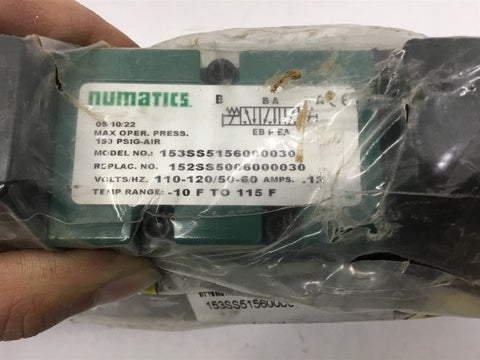 numatics
B BA A
EB P EA
05/10/22
MAX OPER. PRESS.
150 PSIG-AIR
MODEL NO.: 153SS5156000030
REPLAC. NO. 152SS5006000030
VOLTS/HZ. 110-120/50-60 AMPS.
TEMP RANGE: -10 F TO 115 F
153SS5156000